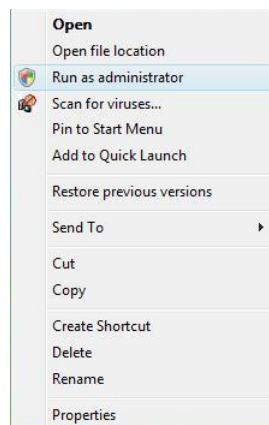 Open
Open file location
Run as administrator
Scan for viruses...
Pin to Start Menu
Add to Quick Launch
Restore previous versions
Send To
Cut
Copy
Create Shortcut
Delete
Rename
Properties